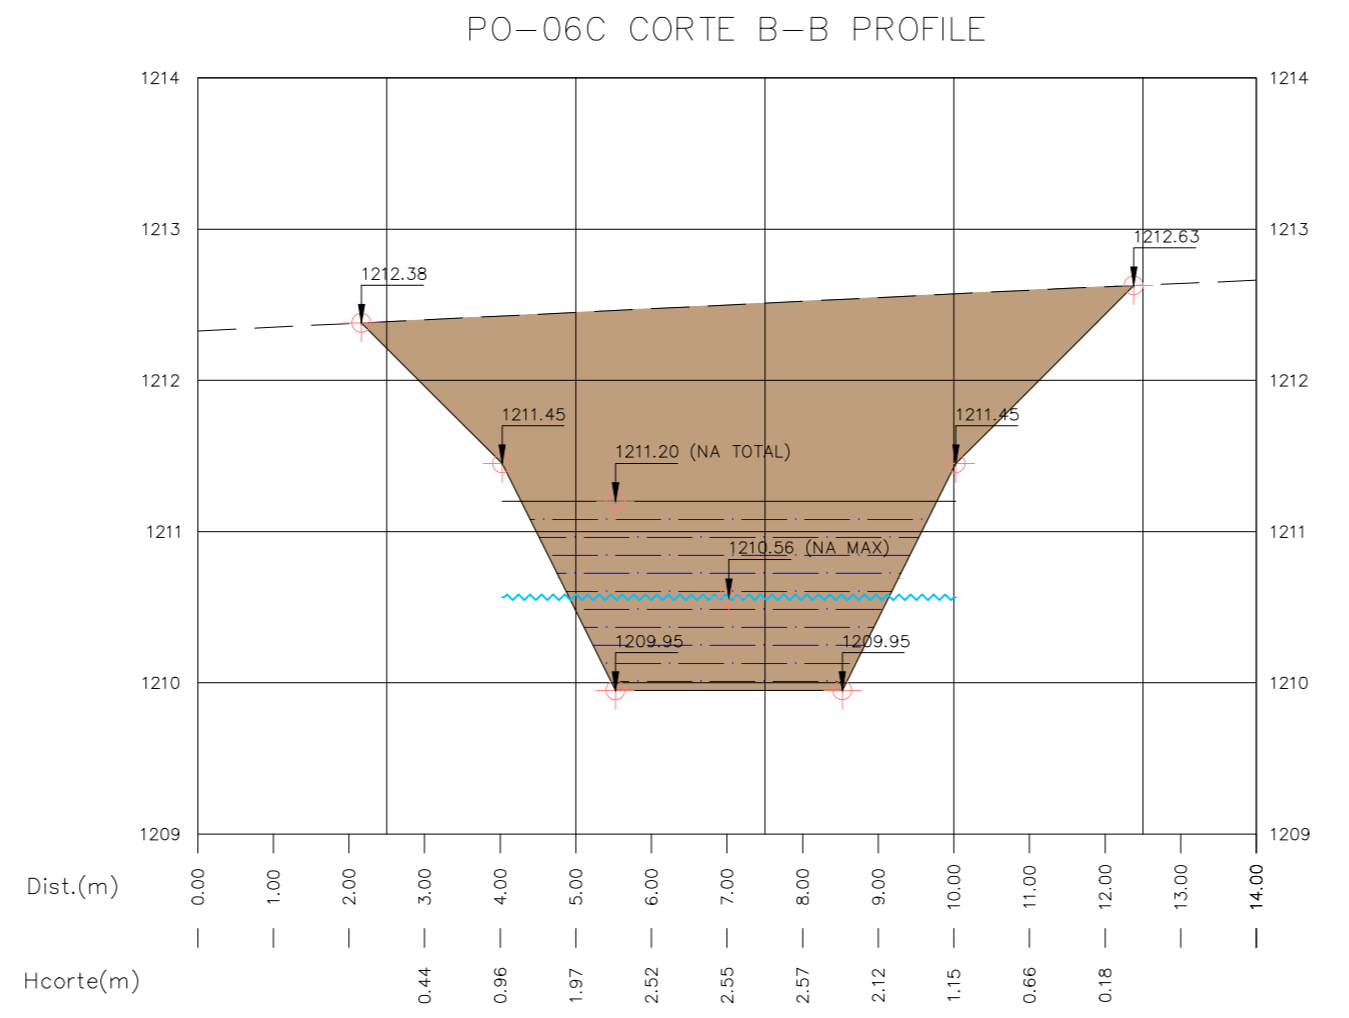 PO-06C CORTE B-B PROFILE
1214 1214
1213 1213
1212.63
1212.38
1212 1212
1211.45 1211.45
1211.20 (NA TOTAL)
1211 1211
1210.56 (NA MAX)
1209.95 1209.95
1210 1210
1209 1209
Dist.(m) 0.00 1.00 2.00 3.00 4.00 5.00 6.00 7.00 8.00 9.00 10.00 11.00 12.00 13.00 14.00
Hcorte(m) 0.44 0.96 1.97 2.52 2.55 2.57 2.12 1.15 0.66 0.18